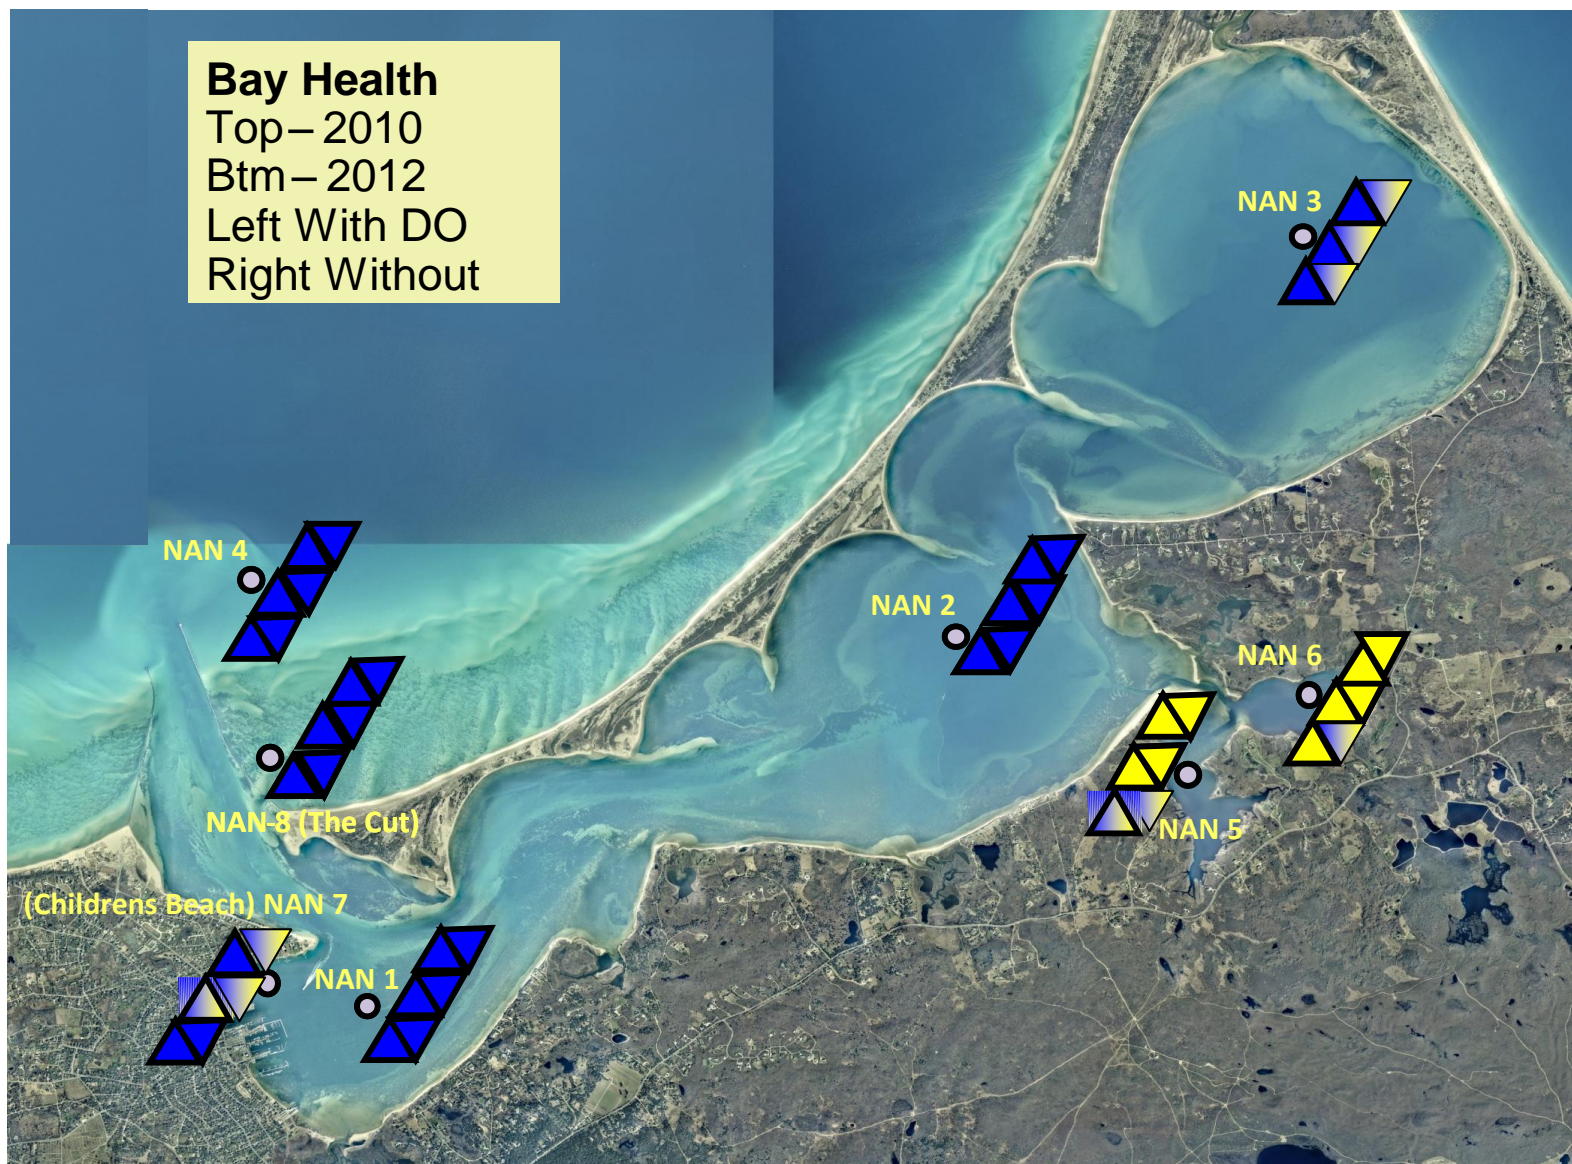 Bay Health
Top – 2010
Btm – 2012
Left With DO
Right Without
NAN 3
NAN 4
NAN 2
NAN 6
NAN-8 (The Cut)
NAN 5
(Childrens Beach) NAN 7
NAN 1